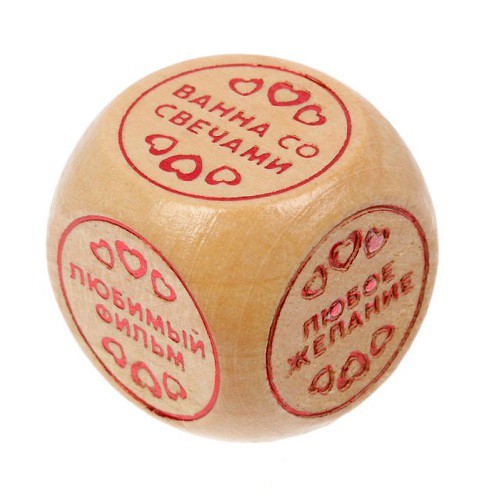 ВАННА СО
СВЕЧАМИ
ЛЮБИМЫЙ
ФИЛЬМ
ЛЮБОЕ
ЖЕЛАНИЕ